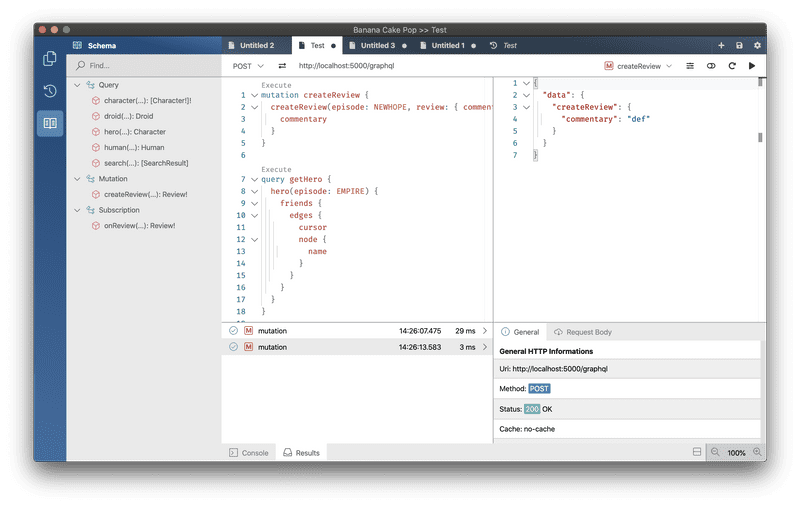 Banana Cake Pop >> Test
Schema
Untitled 2
Test
Untitled 3
Untitled 1
Test
Find...
POST
http://localhost:5000/graphql
createReview
Query
character(...): [Character!]!
droid(...): Droid
hero(...): Character
human(...): Human
search(...): [SearchResult]
Mutation
createReview(...): Review!
Subscription
onReview(...): Review!
Execute
1 mutation createReview {
2 createReview(episode: NEWHOPE, review: { comment
3 commentary
4 }
5 }
6
Execute
7 query getHero {
8 hero(episode: EMPIRE) {
9 friends {
10 edges {
11 cursor
12 node {
13 name
14 }
15 }
16 }
17 }
18 }
1 {
2 "data": {
3 "createReview": {
4 "commentary": "def"
5 }
6 }
7 }
M mutation 14:26:07.475 29 ms
M mutation 14:26:13.583 3 ms
General
Request Body
General HTTP Informations
Uri: http://localhost:5000/graphql
Method: POST
Status: 200 OK
Cache: no-cache
Console
Results
100%